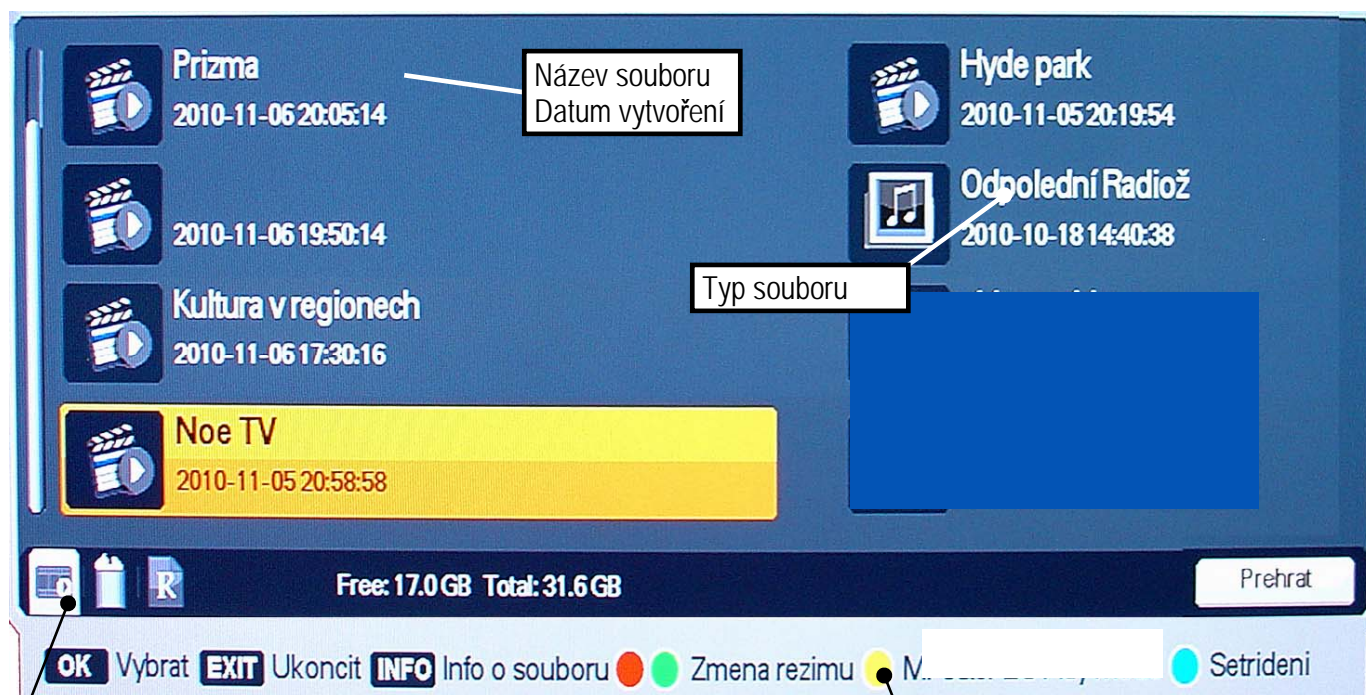 Prizma
2010-11-06 20:05:14
Název souboru
Datum vytvoření
Hyde park
2010-11-05 20:19:54
2010-11-06 19:50:14
Odpolední Radiož
2010-10-18 14:40:38
Typ souboru
Kultura v regionech
2010-11-06 17:30:16
Noe TV
2010-11-05 20:58:58
R
Free: 17.0 GB Total: 31.6 GB
Prehrat
OK Vybrat EXIT Ukoncit INFO Info o souboru Zmena rezimu Setrideni